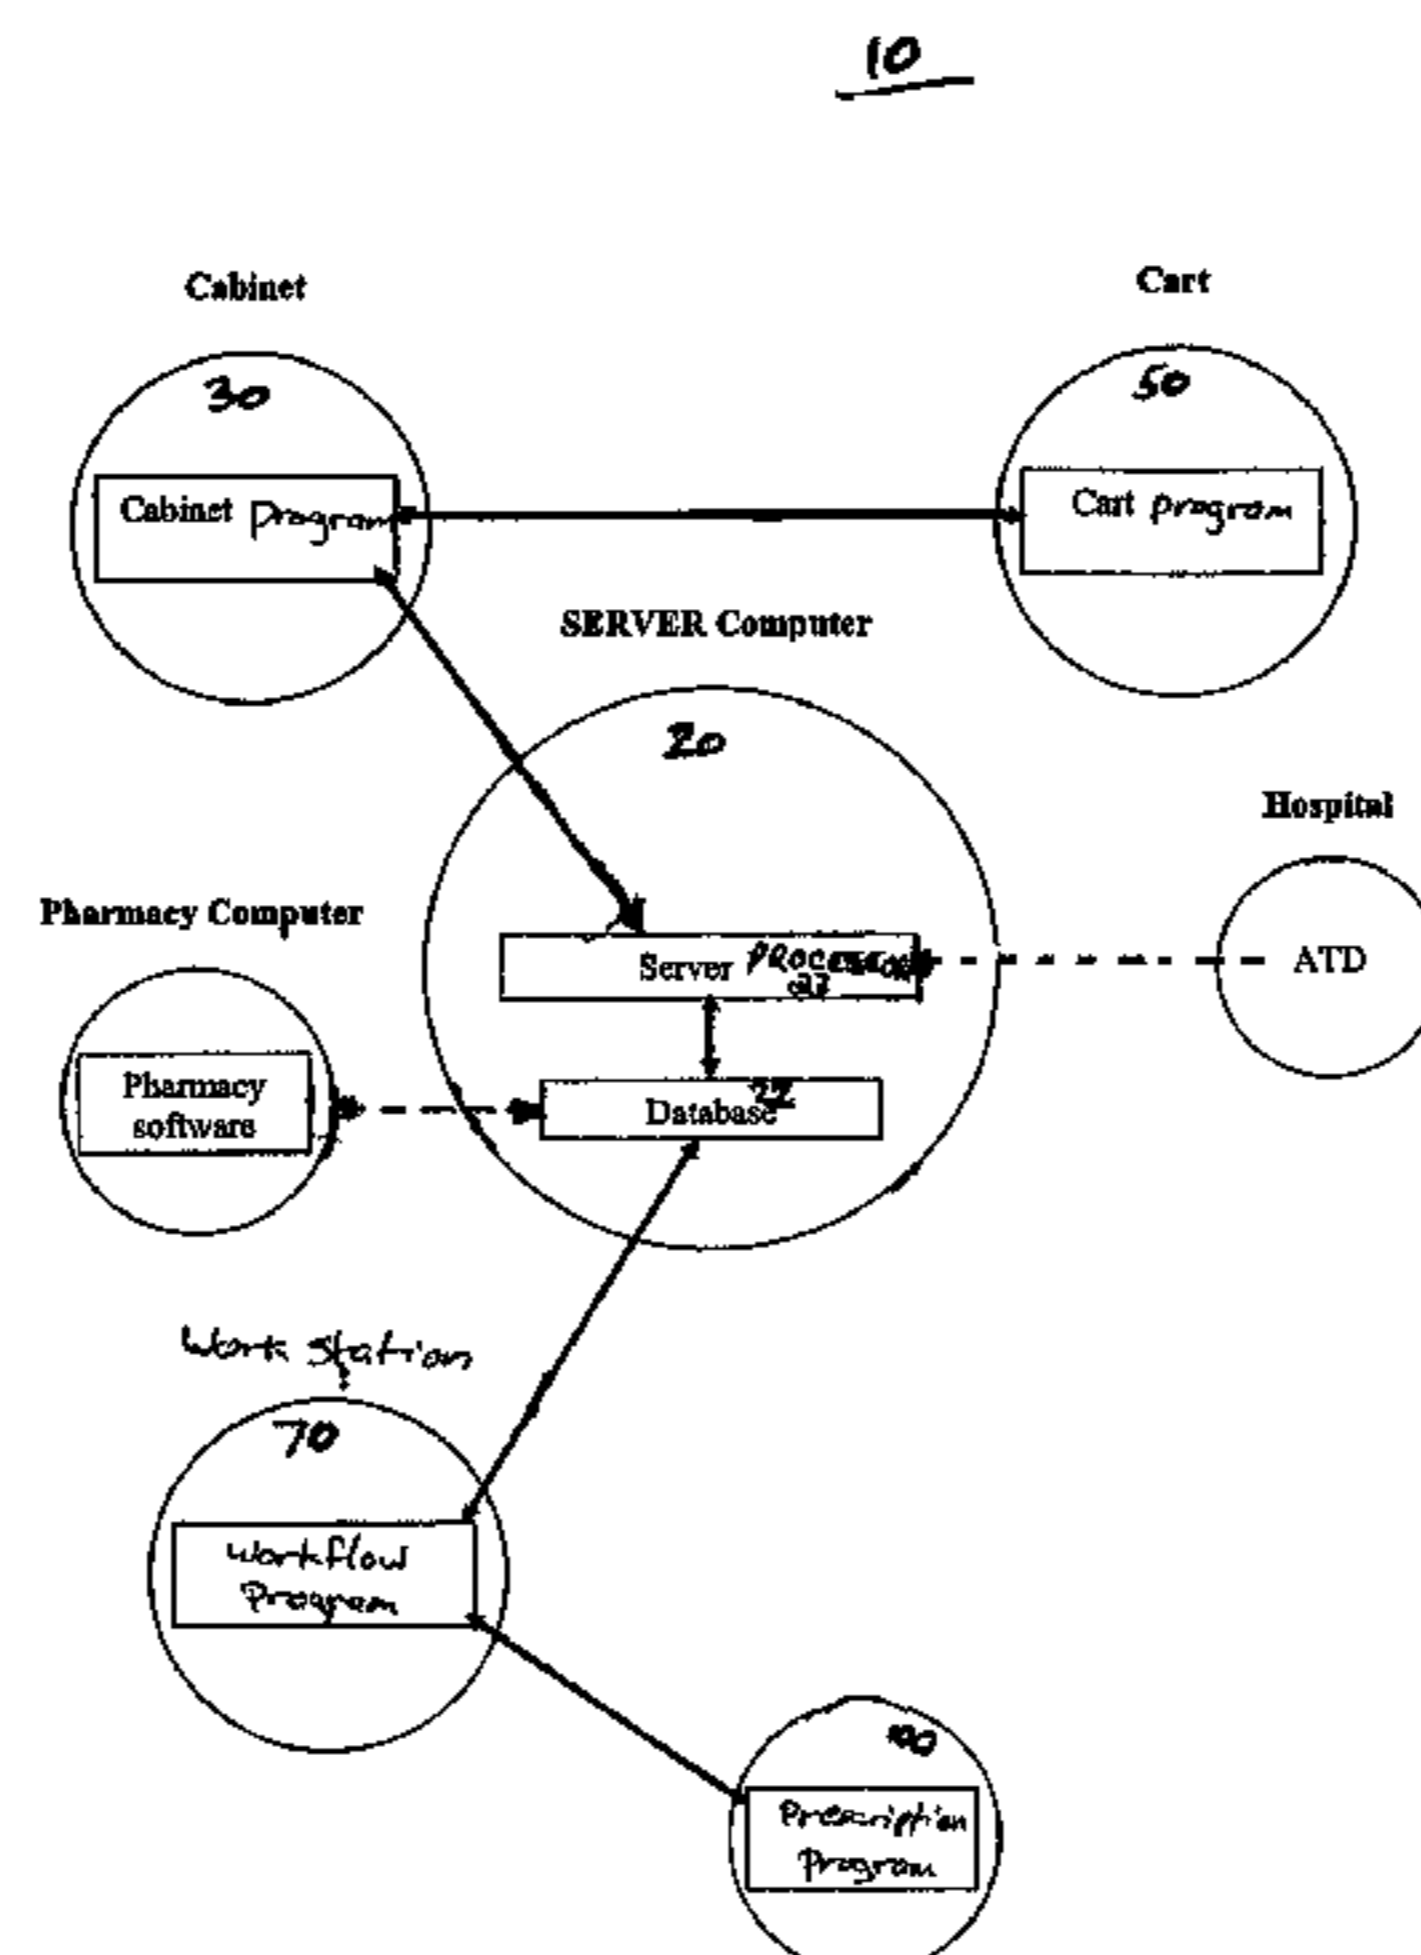 10
Cabinet
Cart
30
50
Cabinet Program
Cart program
SERVER Computer
20
Hospital
Pharmacy Computer
Server PROCESSOR
ATD
Pharmacy
software
Database 22
Work Station
70
Workflow
Program
100
Prescription
Program